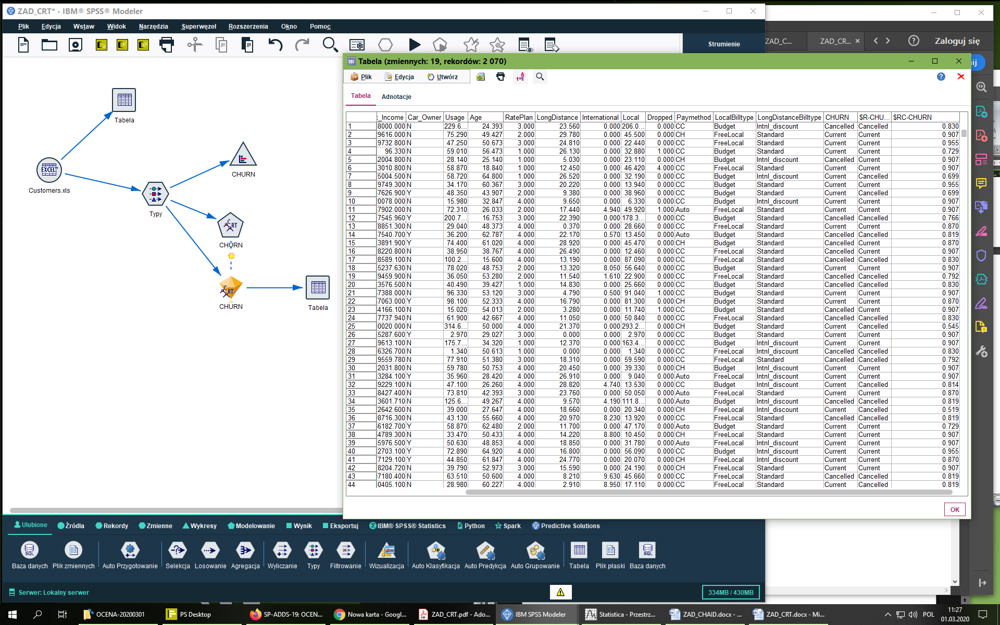 ZAD_CRT* - IBM® SPSS® Modeler
Plik Edycja Wstaw Widok Narzędzia Superwęzeł Rozszerzenia Okno Pomoc
Strumienie
ZAD_C... ZAD_CR... × Zaloguj się
Tabela (zmiennych: 19, rekordów: 2 070)
Plik Edycja Utwórz
Tabela Adnotacje
_Income Car_Owner Usage Age RatePlan LongDistance International Local Dropped Paymethod LocalBilltype LongDistanceBilltype CHURN $R-CHU... $RC-CHURN
1 8000.000 N 229.6... 24.393 3.000 23.560 0.000 206.0... 0.000 CC Budget Intnl_discount Cancelled Cancelled 0.830
2 9616.000 N 75.290 49.427 2.000 29.780 0.000 45.500 0.000 CH FreeLocal Standard Current Current 0.907
3 9732.800 N 47.250 50.673 3.000 24.810 0.000 22.440 0.000 CC FreeLocal Standard Current Current 0.955
4 96.330 N 59.010 56.473 1.000 26.130 0.000 32.880 1.000 CC Budget Standard Current Current 0.729
5 2004.800 N 28.140 25.140 1.000 5.030 0.000 23.110 0.000 CH Budget Intnl_discount Cancelled Current 0.907
6 3010.800 N 58.870 18.840 1.000 12.450 0.000 46.420 4.000 CC FreeLocal Standard Current Current 0.907
7 5004.500 N 58.720 64.800 1.000 26.520 0.000 32.190 0.000 CC Budget Intnl_discount Current Cancelled 0.699
8 9749.300 N 34.170 60.367 3.000 20.220 0.000 13.940 0.000 CC Budget Standard Current Current 0.955
9 7626.900 Y 48.350 43.907 2.000 9.380 0.000 38.960 0.000 CC Budget Standard Current Cancelled 0.699
10 0078.000 N 15.980 32.847 4.000 9.650 0.000 6.330 0.000 CC Budget Intnl_discount Current Current 0.907
11 7902.000 N 72.310 26.033 2.000 17.440 4.940 49.920 1.000 Auto FreeLocal Standard Current Current 0.907
12 7545.960 Y 200.7... 16.753 3.000 22.390 0.000 178.3... 0.000 CC Budget Standard Cancelled Cancelled 0.766
13 8851.300 N 29.040 48.373 4.000 0.370 0.000 28.660 0.000 CC FreeLocal Standard Current Current 0.870
14 7540.700 Y 36.200 62.787 4.000 22.170 0.570 13.450 0.000 Auto Budget Standard Cancelled Cancelled 0.819
15 3891.900 Y 74.400 61.020 4.000 28.920 0.000 45.470 0.000 CH Budget Standard Cancelled Current 0.870
16 8220.800 N 38.950 38.767 4.000 26.490 0.000 12.460 0.000 CC FreeLocal Standard Current Current 0.907
17 8589.100 N 100.2... 15.600 4.000 13.190 0.000 87.090 0.000 CC FreeLocal Standard Current Cancelled 0.830
18 5237.630 N 78.020 48.753 2.000 13.320 8.050 56.640 0.000 CC Budget Standard Current Current 0.907
19 9459.900 N 36.050 53.280 2.000 11.540 1.610 22.900 0.000 CC FreeLocal Standard Cancelled Cancelled 0.792
20 3576.500 N 40.490 39.427 1.000 14.830 0.000 25.660 0.000 CC Budget Standard Cancelled Cancelled 0.830
21 7388.000 N 96.330 53.120 3.000 4.790 0.500 91.040 1.000 CC Budget Standard Current Current 0.907
22 7063.000 Y 98.100 52.333 4.000 16.790 0.000 81.300 0.000 CH FreeLocal Standard Current Current 0.870
23 4166.100 N 15.020 54.013 2.000 3.280 0.000 11.740 1.000 CC Budget Standard Cancelled Current 0.907
24 7737.940 N 61.900 42.667 4.000 11.050 0.000 50.840 0.000 CC FreeLocal Standard Cancelled Cancelled 0.830
25 0020.000 N 314.6... 50.000 4.000 21.370 0.000 293.2... 0.000 CH Budget Standard Current Cancelled 0.545
26 5287.600 Y 2.970 29.027 3.000 0.000 0.000 2.970 0.000 CC Budget Standard Current Current 0.907
27 9613.100 N 175.7... 34.320 1.000 12.370 0.000 163.4... 0.000 CC Budget Intnl_discount Current Current 0.907
28 6326.700 N 1.340 50.613 1.000 0.000 0.000 1.340 0.000 CC FreeLocal Intnl_discount Current Cancelled 0.830
29 9559.780 N 77.910 51.380 3.000 18.310 0.000 59.590 0.000 CC FreeLocal Standard Cancelled Cancelled 0.792
30 2031.800 N 59.780 50.753 4.000 20.450 0.000 39.330 0.000 CH Budget Intnl_discount Current Current 0.907
31 3284.100 Y 35.960 28.420 4.000 26.910 0.000 9.040 0.000 Auto FreeLocal Intnl_discount Current Current 0.907
32 9229.100 N 47.100 26.260 4.000 28.820 4.740 13.530 0.000 CC Budget Intnl_discount Current Cancelled 0.814
33 8427.400 N 73.810 42.393 3.000 23.760 0.000 50.050 0.000 Auto FreeLocal Standard Current Current 0.870
34 3601.710 N 125.6... 49.267 4.000 9.570 4.190 111.8... 0.000 Auto Budget Intnl_discount Cancelled Cancelled 0.819
35 2642.600 N 39.000 27.647 4.000 18.660 0.000 20.340 0.000 CH FreeLocal Intnl_discount Current Cancelled 0.519
36 8716.300 N 43.130 55.660 4.000 20.970 8.230 13.920 0.000 CC FreeLocal Standard Cancelled Cancelled 0.819
37 6182.700 Y 58.870 62.480 2.000 11.700 0.000 47.170 0.000 Auto Budget Standard Current Current 0.729
38 4789.300 N 33.470 50.433 4.000 14.220 8.800 10.450 0.000 CH FreeLocal Standard Current Current 0.907
39 5976.500 Y 50.630 48.853 4.000 18.850 0.000 31.780 0.000 Auto FreeLocal Intnl_discount Current Current 0.907
40 2703.100 Y 72.890 64.920 4.000 16.800 0.000 56.090 0.000 CC Budget Intnl_discount Current Current 0.955
41 7129.100 Y 44.850 61.847 4.000 24.770 0.000 20.070 0.000 CH FreeLocal Intnl_discount Current Current 0.870
42 8204.720 N 39.790 52.973 3.000 15.590 0.000 24.190 0.000 CH FreeLocal Standard Current Current 0.907
43 7180.400 N 63.510 50.600 4.000 8.210 9.630 45.660 0.000 CC FreeLocal Standard Cancelled Cancelled 0.819
44 0405.100 N 28.980 60.227 4.000 2.910 8.950 17.110 0.000 CC FreeLocal Standard Current Cancelled 0.819
OK
Tabela
EXCEL
Customers.xls
Typy
CHURN
C RT
CHURN
C RT
CHURN
Tabela
Ulubione Źródła Rekordy Zmienne Wykresy Modelowanie Wynik Eksportuj IBM® SPSS® Statistics Python Spark Predictive Solutions
SQL SQL
Baza danych Plik zmiennych Auto Przygotowanie Selekcja Losowanie Agregacja Wyliczanie Typy Filtrowanie Wizualizacja Auto Klasyfikacja Auto Predykcja Auto Grupowanie Tabela Plik płaski Baza danych
Serwer: Lokalny serwer
334MB / 430MB
OCENA-20200301 PS Desktop SP-ADDS-19: OCEN... Nowa karta - Googl... ZAD_CRT.pdf - Ado... IBM SPSS Modeler Statistica - Przestrz... ZAD_CHAID.docx - ... ZAD_CRT.docx - Mi... POL 11:27
01.03.2020